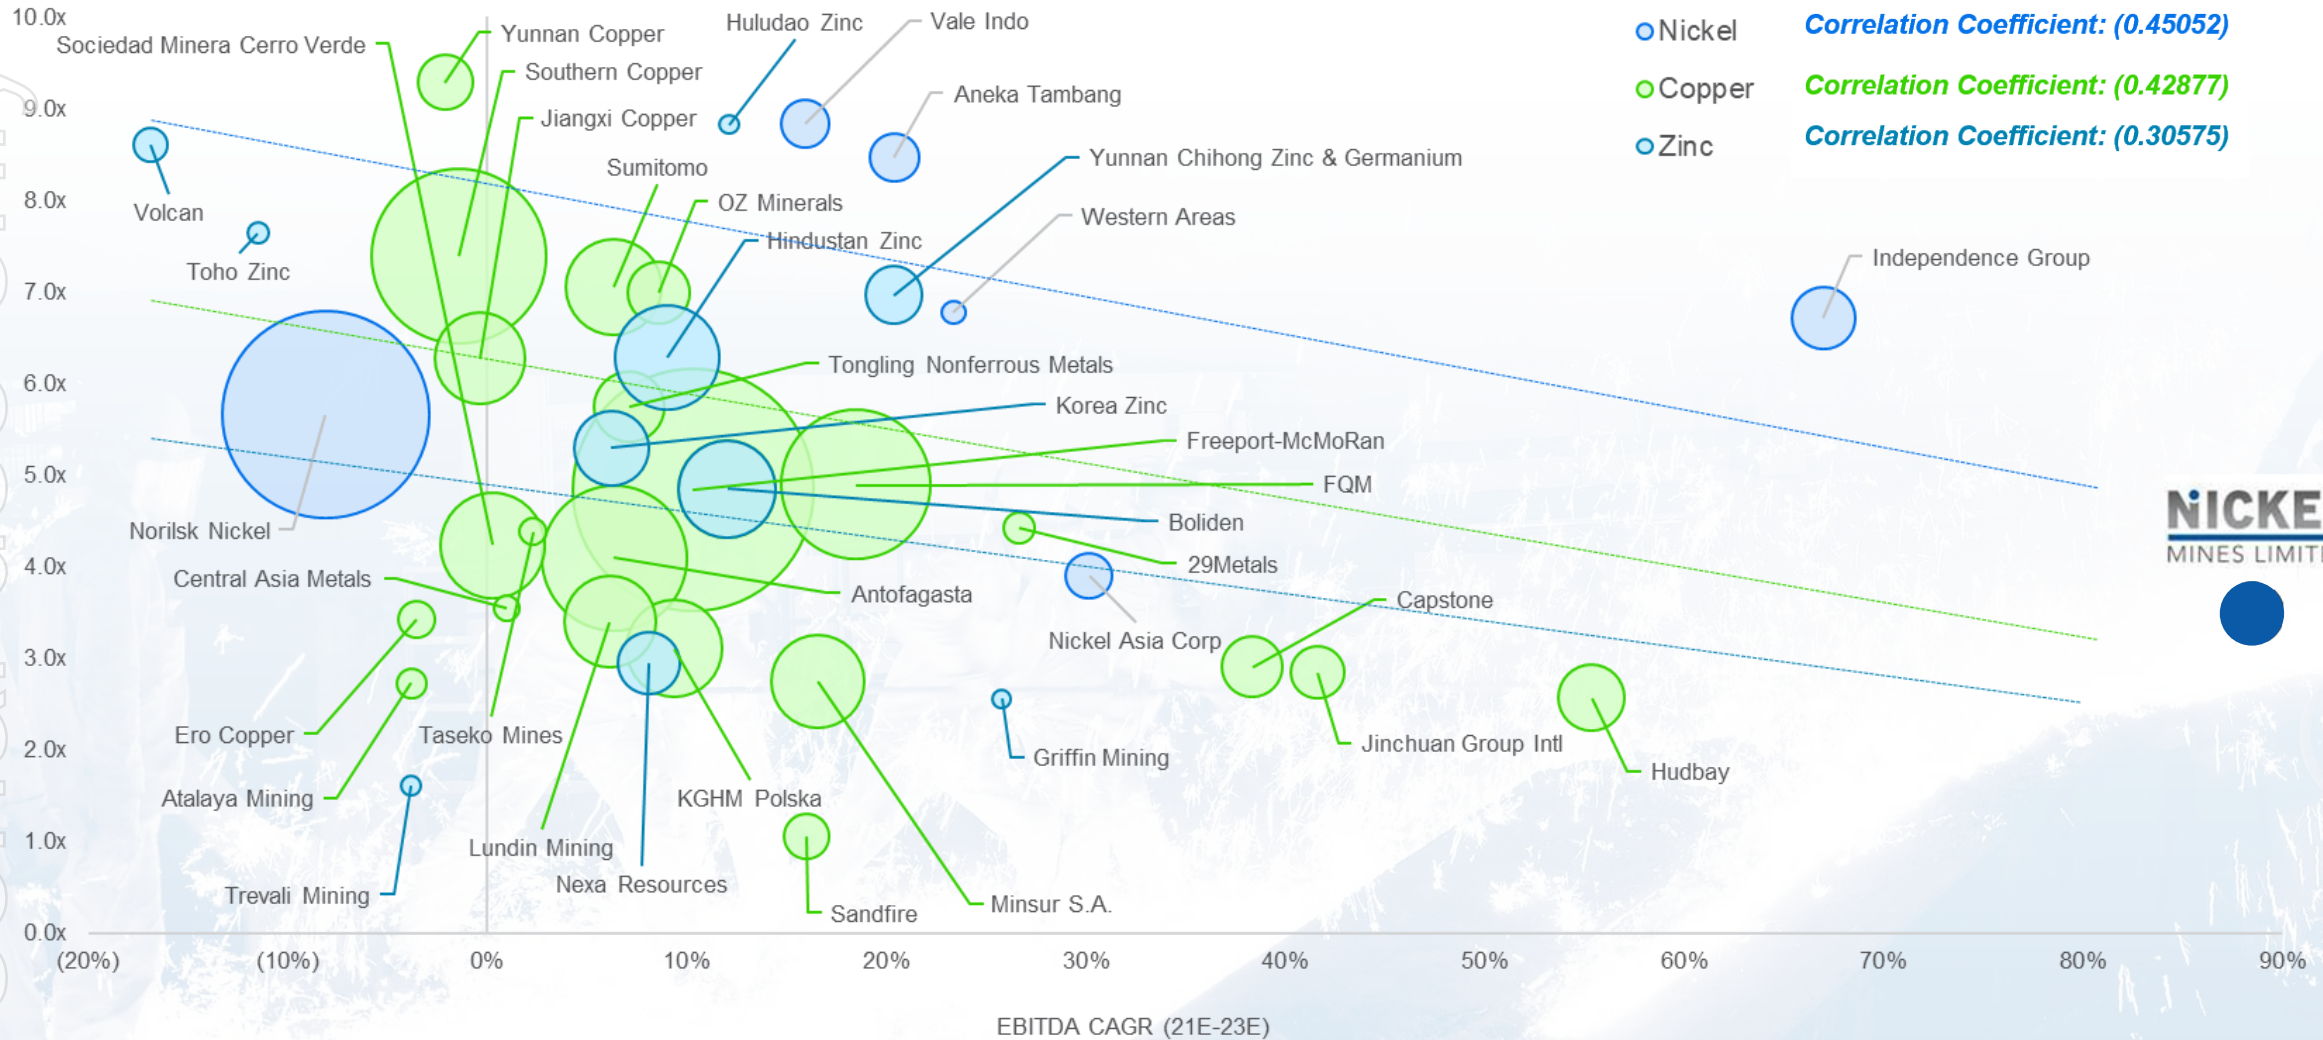 10.0x
9.0x
8.0x
7.0x
6.0x
5.0x
4.0x
3.0x
2.0x
1.0x
0.0x
Sociedad Minera Cerro Verde
Yunnan Copper
Southern Copper
Jiangxi Copper
Huludao Zinc
Vale Indo
Aneka Tambang
Nickel
Correlation Coefficient: (0.45052)
Copper
Correlation Coefficient: (0.42877)
Zinc
Correlation Coefficient: (0.30575)
Sumitomo
OZ Minerals
Hindustan Zinc
Yunnan Chihong Zinc & Germanium
Western Areas
Independence Group
Volcan
Toho Zinc
Tongling Nonferrous Metals
Korea Zinc
Freeport-McMoRan
FQM
Boliden
29Metals
NICKE
MINES LIMIT
Norilsk Nickel
Central Asia Metals
Antofagasta
Capstone
Nickel Asia Corp
Ero Copper
Taseko Mines
Atalaya Mining
Griffin Mining
Jinchuan Group Intl
Hudbay
KGHM Polska
Lundin Mining
Nexa Resources
Trevali Mining
Sandfire
Minsur S.A.
(20%)
(10%)
0%
10%
20%
30%
40%
50%
60%
70%
80%
90%
EBITDA CAGR (21E-23E)